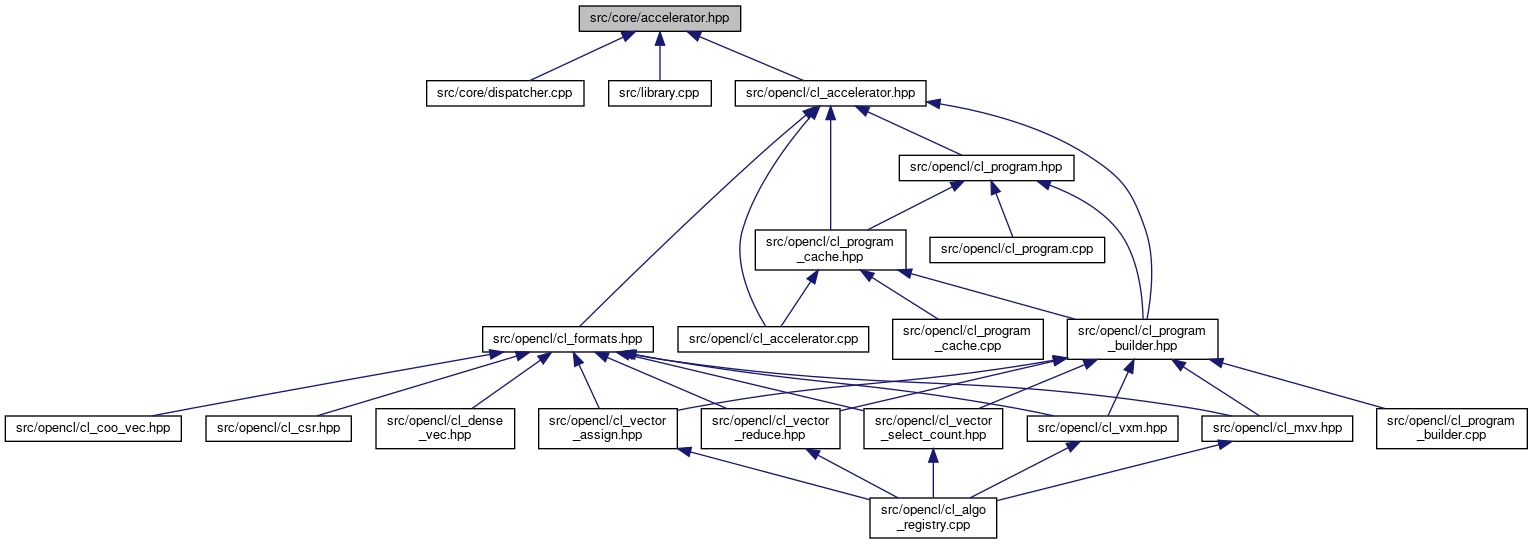 src/core/accelerator.hpp
src/core/dispatcher.cpp
src/library.cpp
src/opencl/cl_accelerator.hpp
src/opencl/cl_program.hpp
src/opencl/cl_program
_cache.hpp
src/opencl/cl_program.cpp
src/opencl/cl_formats.hpp
src/opencl/cl_accelerator.cpp
src/opencl/cl_program
_cache.cpp
src/opencl/cl_program
_builder.hpp
src/opencl/cl_coo_vec.hpp
src/opencl/cl_csr.hpp
src/opencl/cl_dense
_vec.hpp
src/opencl/cl_vector
_assign.hpp
src/opencl/cl_vector
_reduce.hpp
src/opencl/cl_vector
_select_count.hpp
src/opencl/cl_vxm.hpp
src/opencl/cl_mxv.hpp
src/opencl/cl_program
_builder.cpp
src/opencl/cl_algo
_registry.cpp